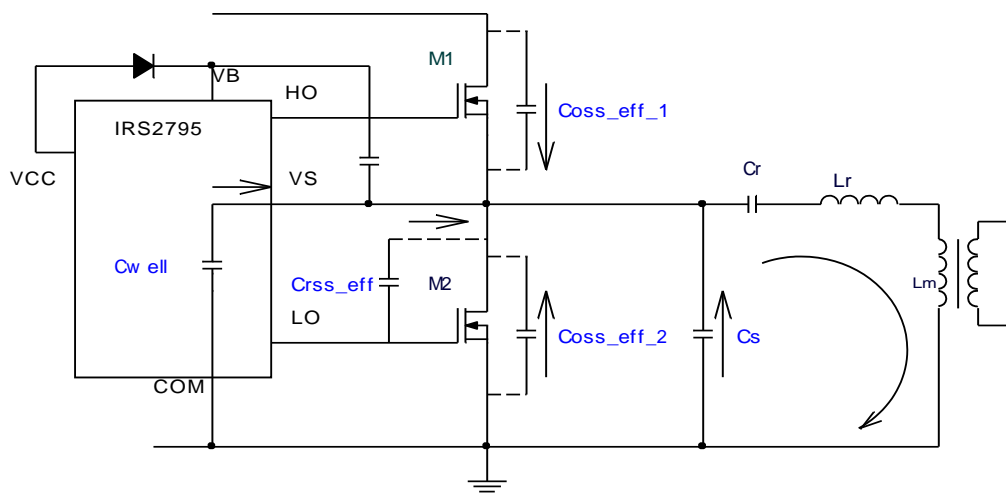 M1
VB
HO
Coss_eff_1
IRS2795
VCC
VS
Cr
Lr
Cw ell
Crss_eff
M2
Lm
LO
Coss_eff_2
Cs
COM